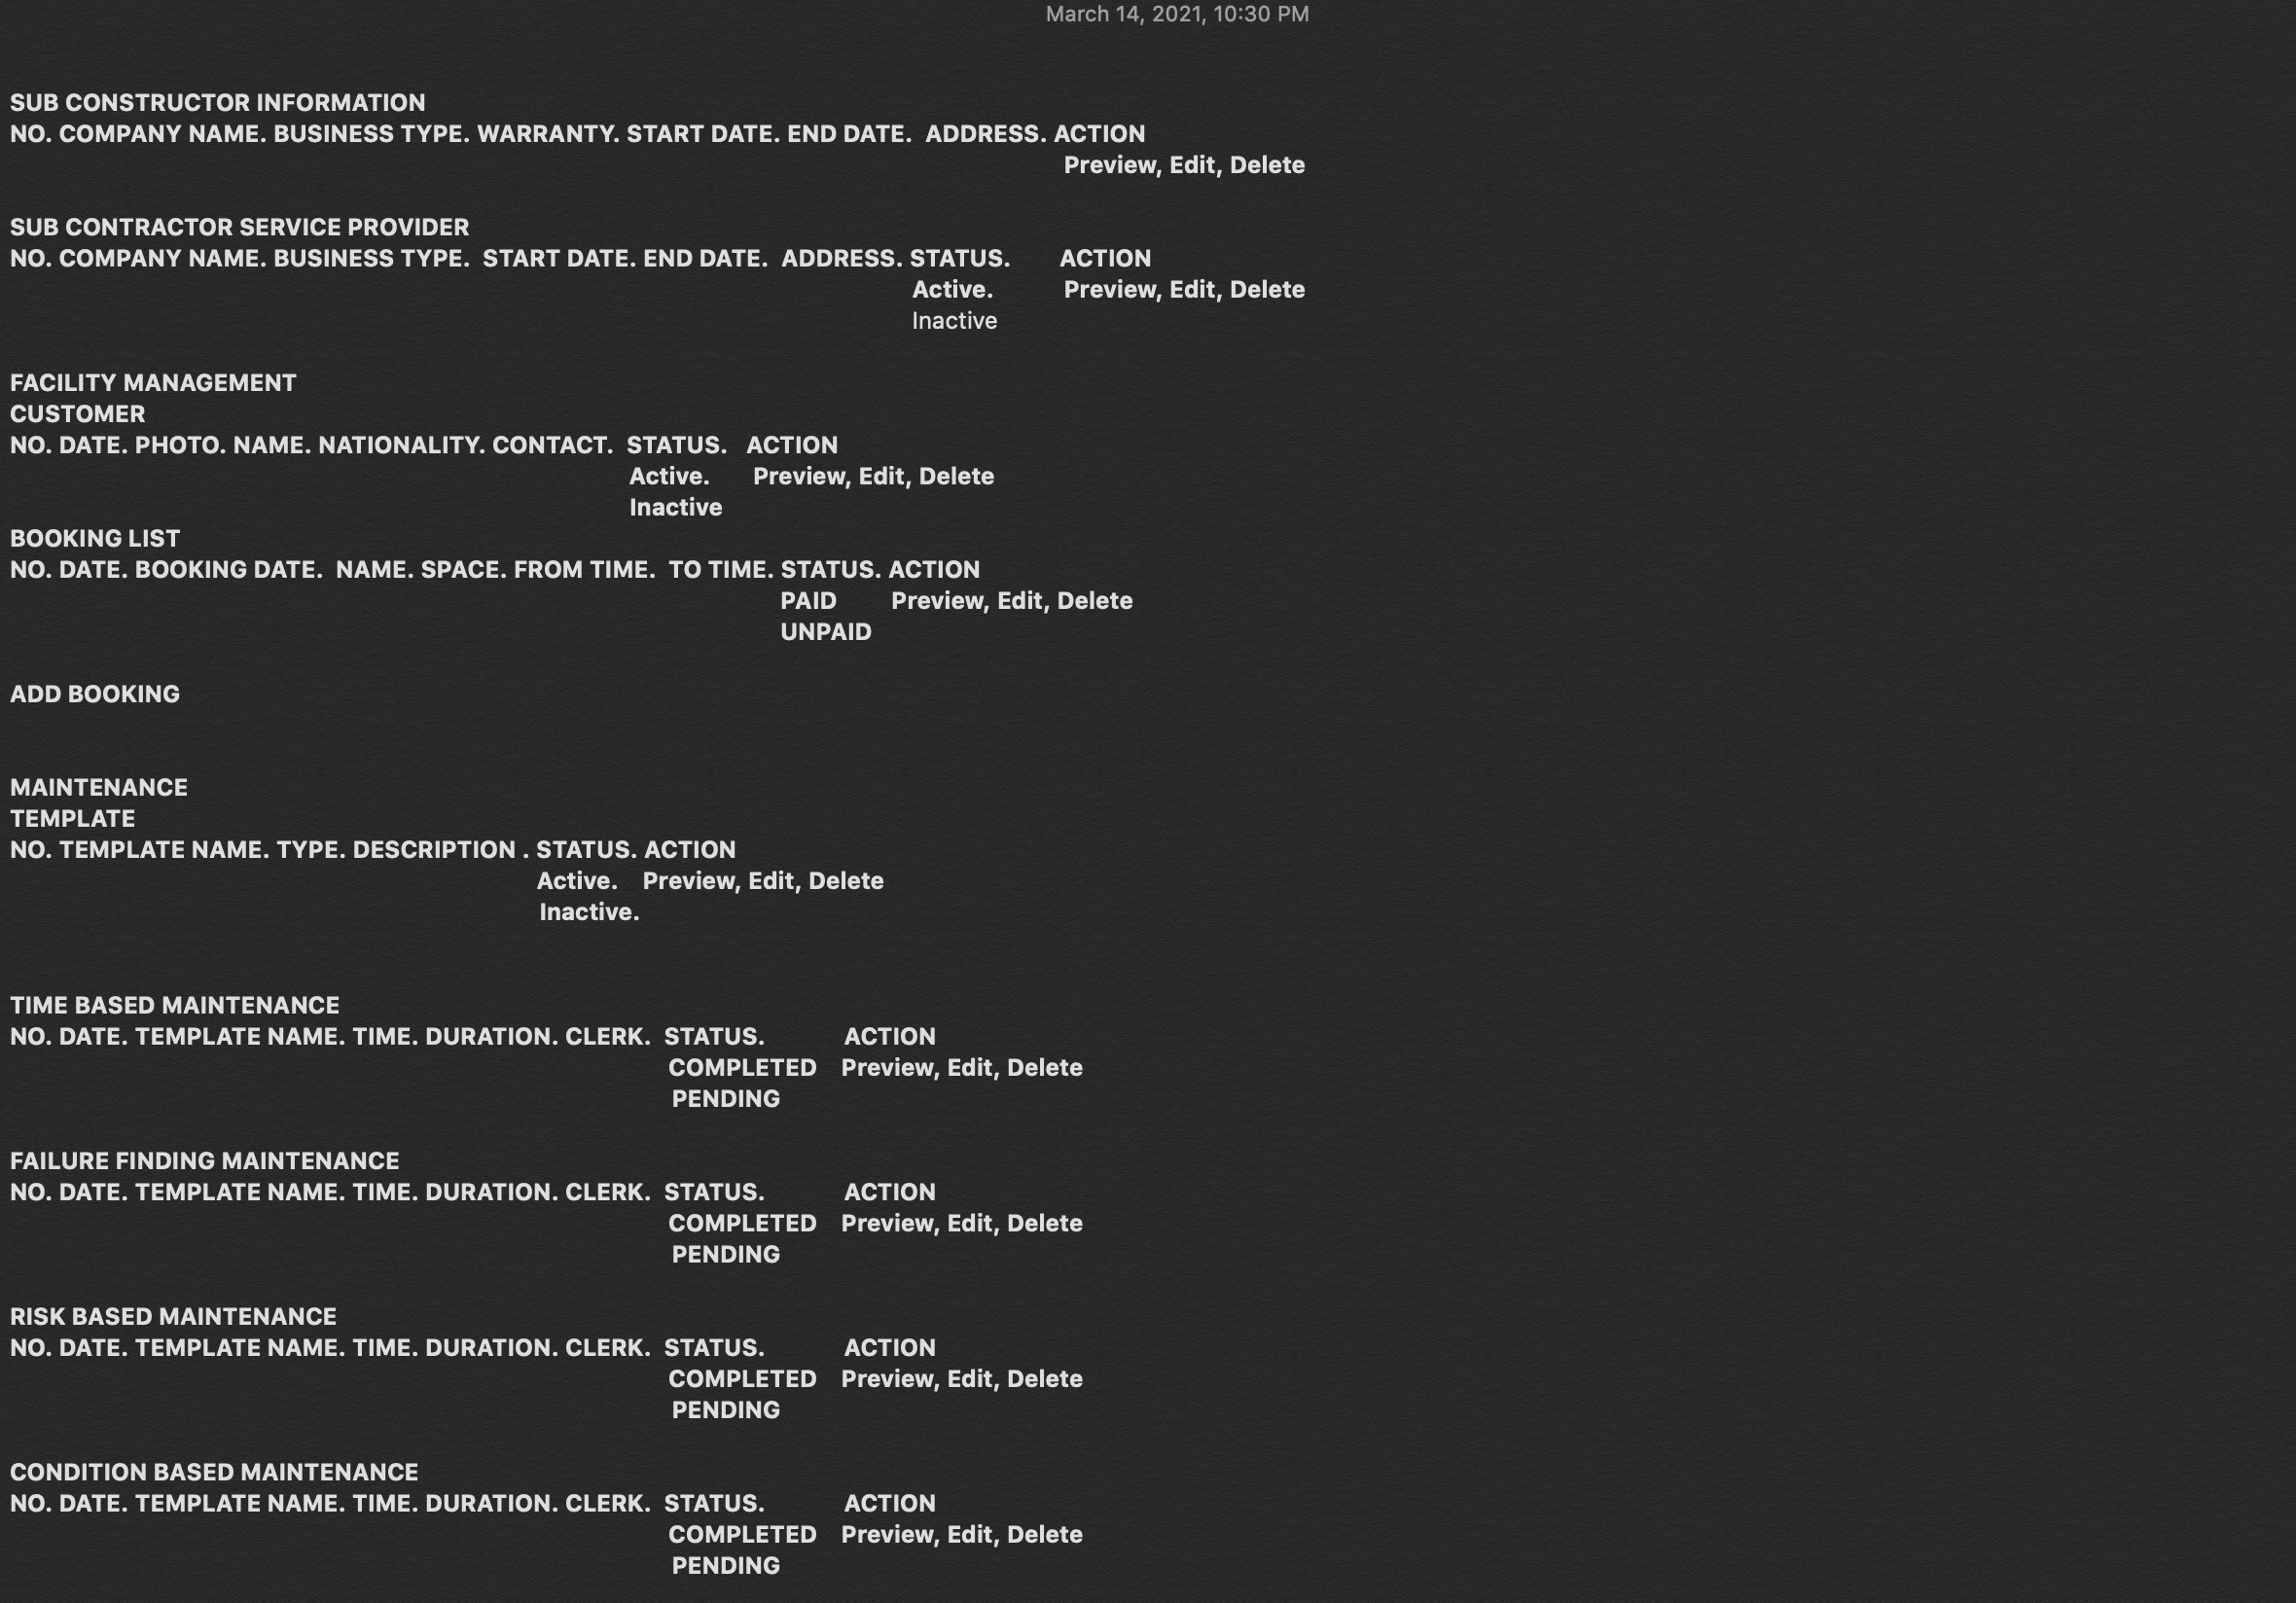 March 14, 2021, 10:30 PM
SUB CONSTRUCTOR INFORMATION
NO. COMPANY NAME. BUSINESS TYPE. WARRANTY. START DATE. END DATE.  ADDRESS. ACTION
Preview, Edit, Delete
SUB CONTRACTOR SERVICE PROVIDER
NO. COMPANY NAME. BUSINESS TYPE.  START DATE. END DATE.  ADDRESS. STATUS.       ACTION
Active.          Preview, Edit, Delete
Inactive
FACILITY MANAGEMENT
CUSTOMER
NO. DATE. PHOTO. NAME. NATIONALITY. CONTACT.  STATUS.   ACTION
Active.      Preview, Edit, Delete
Inactive
BOOKING LIST
NO. DATE. BOOKING DATE.  NAME. SPACE. FROM TIME.  TO TIME. STATUS. ACTION
PAID        Preview, Edit, Delete
UNPAID
ADD BOOKING
MAINTENANCE
TEMPLATE
NO. TEMPLATE NAME. TYPE. DESCRIPTION . STATUS. ACTION
Active.    Preview, Edit, Delete
Inactive.
TIME BASED MAINTENANCE
NO. DATE. TEMPLATE NAME. TIME. DURATION. CLERK.  STATUS.            ACTION
COMPLETED    Preview, Edit, Delete
PENDING
FAILURE FINDING MAINTENANCE
NO. DATE. TEMPLATE NAME. TIME. DURATION. CLERK.  STATUS.            ACTION
COMPLETED    Preview, Edit, Delete
PENDING
RISK BASED MAINTENANCE
NO. DATE. TEMPLATE NAME. TIME. DURATION. CLERK.  STATUS.            ACTION
COMPLETED    Preview, Edit, Delete
PENDING
CONDITION BASED MAINTENANCE
NO. DATE. TEMPLATE NAME. TIME. DURATION. CLERK.  STATUS.            ACTION
COMPLETED    Preview, Edit, Delete
PENDING